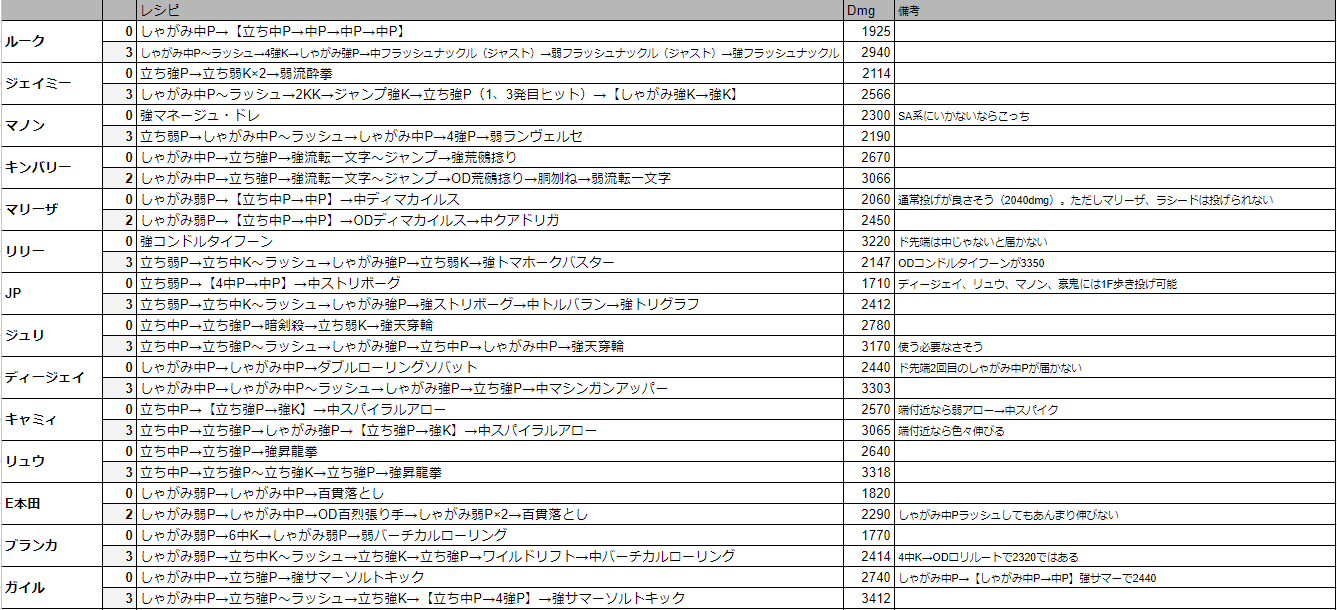 レシピ Dmg 備考
ルーク 0 しゃがみ中P→【立ち中P→中P→中P→中P】 1925
3 しゃがみ中P～ラッシュ→4強K→しゃがみ強P→中フラッシュナックル（ジャスト）→弱フラッシュナックル（ジャスト）→強フラッシュナックル 2940
ジェイミー 0 立ち強P→立ち弱K×2→弱流酔拳 2114
3 しゃがみ中P～ラッシュ→2KK→ジャンプ強K→立ち強P（1、3発目ヒット）→【しゃがみ強K→強K】 2566
マノン 0 強マネージュ・ドレ 2300 SA系にいかないならこっち
3 立ち弱P→しゃがみ中P～ラッシュ→しゃがみ中P→4強P→弱ランヴェルセ 2190
キンバリー 0 しゃがみ中P→立ち強P→強流転一文字～ジャンプ→強荒鵺捻り 2670
2 しゃがみ中P→立ち強P→強流転一文字～ジャンプ→OD荒鵺捻り→胴刎ね→弱流転一文字 3066
マリーザ 0 しゃがみ弱P→【立ち中P→中P】→中ディマカイルス 2060 通常投げが良さそう（2040dmg）。ただしマリーザ、ラシードは投げられない
2 しゃがみ弱P→【立ち中P→中P】→ODディマカイルス→中クアドリガ 2450
リリー 0 強コンドルタイフーン 3220 ド先端は中じゃないと届かない
3 立ち弱P→立ち中K～ラッシュ→しゃがみ強P→立ち弱K→強トマホークバスター 2147 ODコンドルタイフーンが3350
JP 0 立ち弱P→【4中P→中P】→中ストリボーグ 1710 ディージェイ、リュウ、マノン、豪鬼には1F歩き投げ可能
3 立ち弱P→立ち中K～ラッシュ→しゃがみ強P→強ストリボーグ→中トルバラン→強トリグラフ 2412
ジュリ 0 立ち中P→立ち強P→暗剣殺→立ち弱K→強天穿輪 2780
3 立ち中P→立ち強P～ラッシュ→しゃがみ強P→立ち中P→しゃがみ中P→強天穿輪 3170 使う必要なさそう
ディージェイ 0 しゃがみ中P→しゃがみ中P→ダブルローリングソバット 2440 ド先端2回目のしゃがみ中Pが届かない
3 しゃがみ中P→しゃがみ中P～ラッシュ→しゃがみ強P→立ち強P→中マシンガンアッパー 3303
キャミィ 0 立ち中P→【立ち強P→強K】→中スパイラルアロー 2570 端付近なら弱アロー→中スパイク
3 立ち中P→立ち強P→しゃがみ強P→【立ち強P→強K】→中スパイラルアロー 3065 端付近なら色々伸びる
リュウ 0 立ち中P→立ち強P→強昇龍拳 2640
3 立ち中P→立ち強P～立ち強K→立ち強P→強昇龍拳 3318
E本田 0 しゃがみ弱P→しゃがみ中P→百貫落とし 1820
2 しゃがみ弱P→しゃがみ中P→OD百烈張り手→しゃがみ弱P×2→百貫落とし 2290 しゃがみ中Pラッシュしてもあんまり伸びない
ブランカ 0 しゃがみ弱P→6中K→しゃがみ弱P→弱バーチカルローリング 1770
3 しゃがみ弱P→立ち中K～ラッシュ→立ち強K→立ち強P→ワイルドリフト→中バーチカルローリング 2414 4中K→ODロリルートで2320ではある
ガイル 0 しゃがみ中P→立ち強P→強サマーソルトキック 2740 しゃがみ中P→【しゃがみ中P→中P】強サマーで2440
3 しゃがみ中P→立ち強P～ラッシュ→立ち強K→【立ち中P→4強P】→強サマーソルトキック 3412